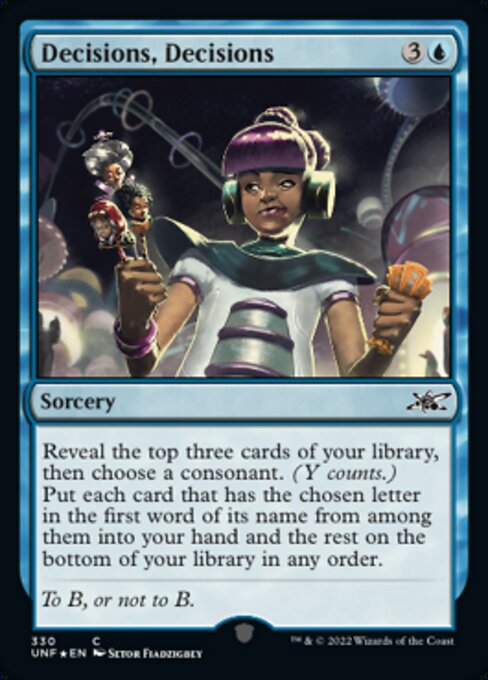 Decisions, Decisions 3
Sorcery
Reveal the top three cards of your library,
then choose a consonant. (Y counts.)
Put each card that has the chosen letter
in the first word of its name from among
them into your hand and the rest on the
bottom of your library in any order.
To B, or not to B.
330 C
UNF★EN Setor Fiadzigbey
™ & © 2022 Wizards of the Coast